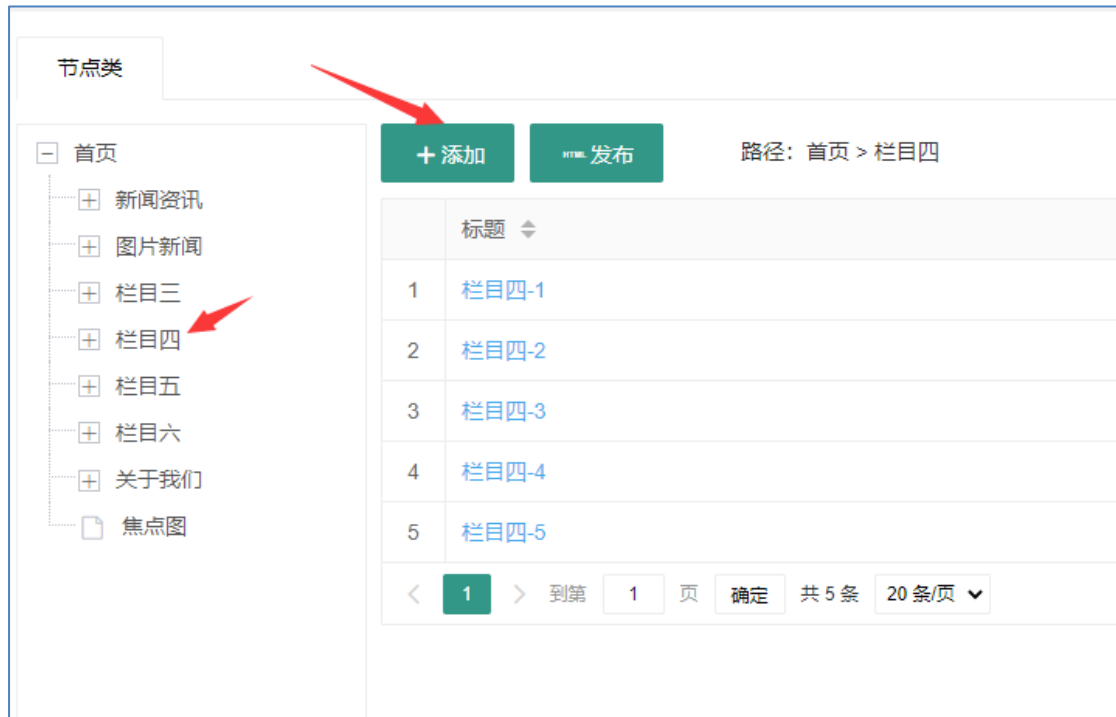 节点类
首页
新闻资讯
图片新闻
栏目三
栏目四
栏目五
栏目六
关于我们
焦点图
+ 添加
HTML 发布
路径：首页 > 栏目四
标题
1 栏目四-1
2 栏目四-2
3 栏目四-3
4 栏目四-4
5 栏目四-5
< 1 > 到第 1 页 确定 共 5 条 20 条/页